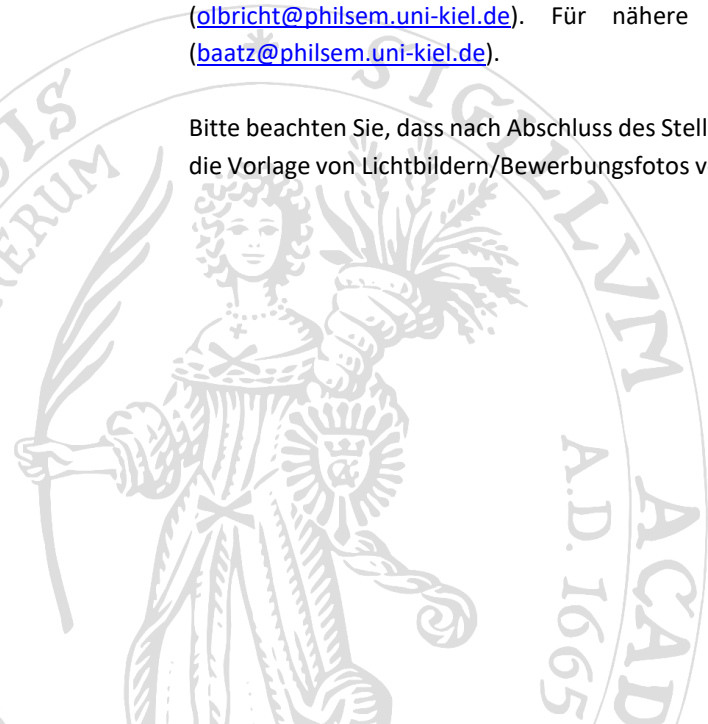 (olbricht@philsem.uni-kiel.de). Für nähere
(baatz@philsem.uni-kiel.de).
Bitte beachten Sie, dass nach Abschluss des Stell
die Vorlage von Lichtbildern/Bewerbungsfotos v
* SIGILLVM ACAD
A.D. 1665